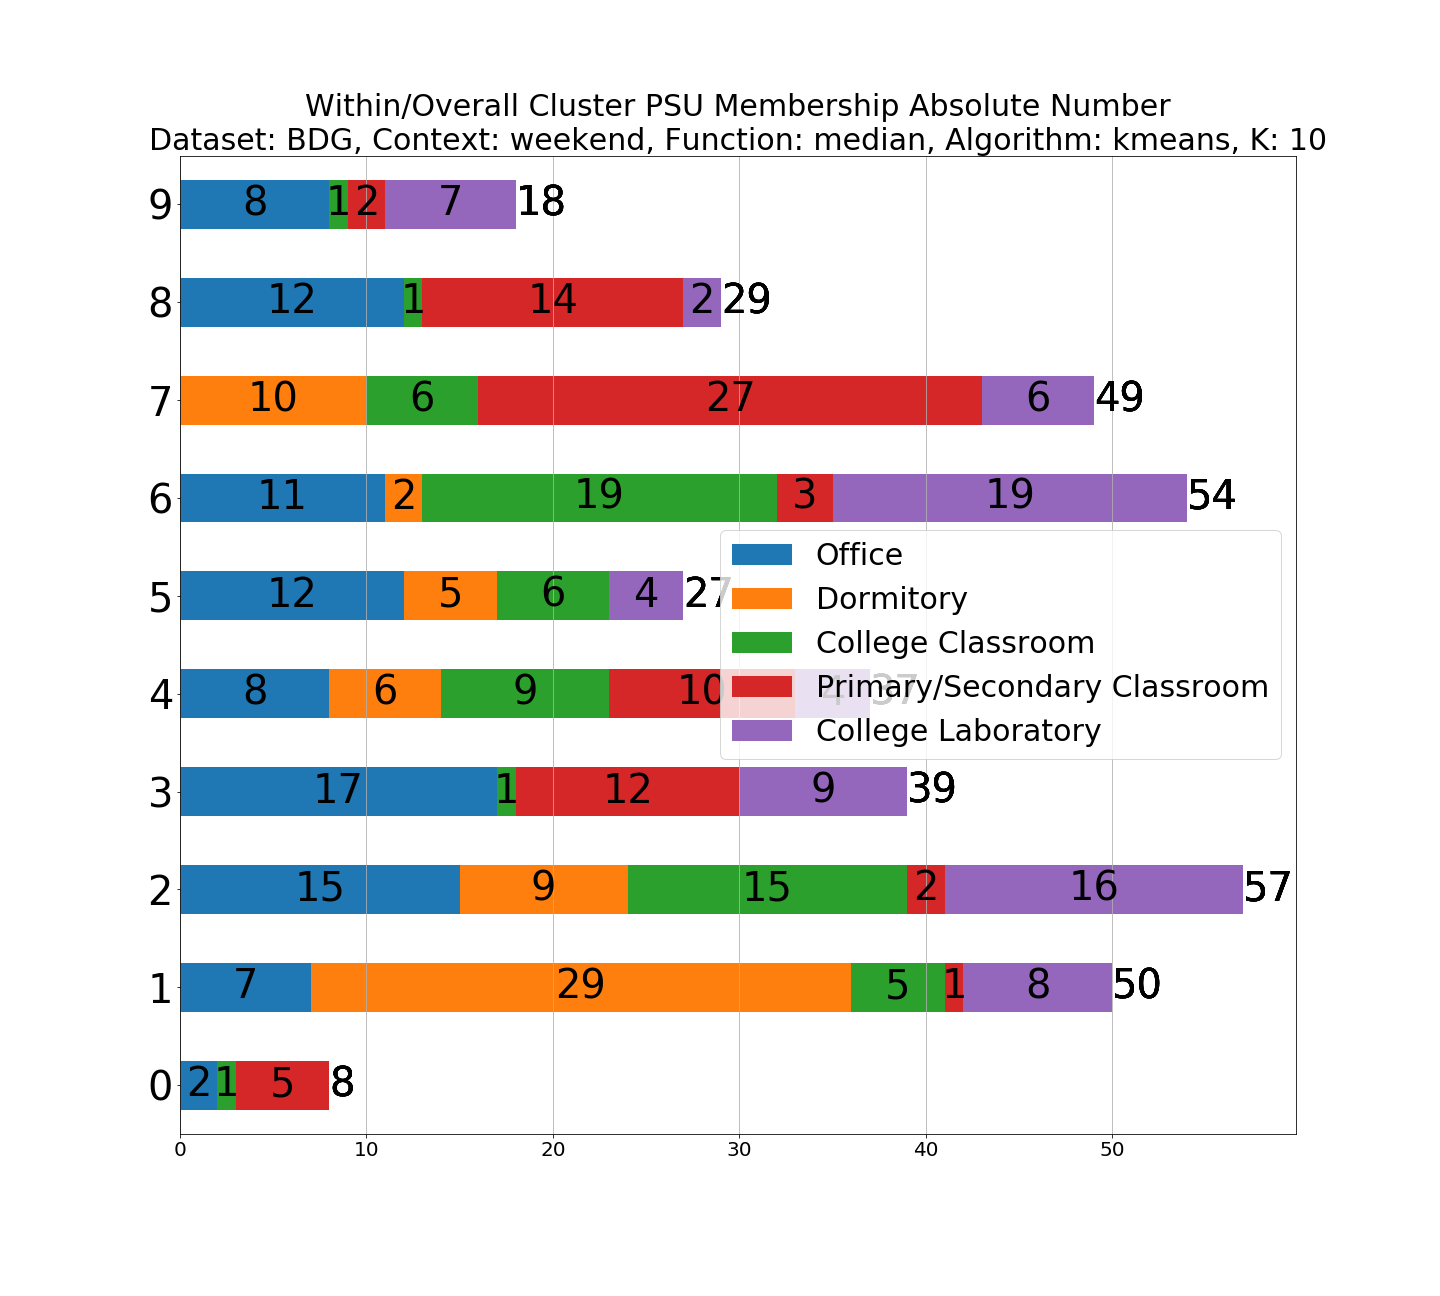 Within/Overall Cluster PSU Membership Absolute Number
Dataset: BDG, Context: weekend, Function: median, Algorithm: kmeans, K: 10
9 8 1 2 7 18
8 12 1 14 2 29
7 10 6 27 6 49
6 11 2 19 3 19 54
Office
5 12 5 6 4 27
Dormitory
College Classroom
4 8 6 9 10 4 37
Primary/Secondary Classroom
College Laboratory
3 17 1 12 9 39
2 15 9 15 2 16 57
1 7 29 5 1 8 50
0 2 1 5 8
0 10 20 30 40 50